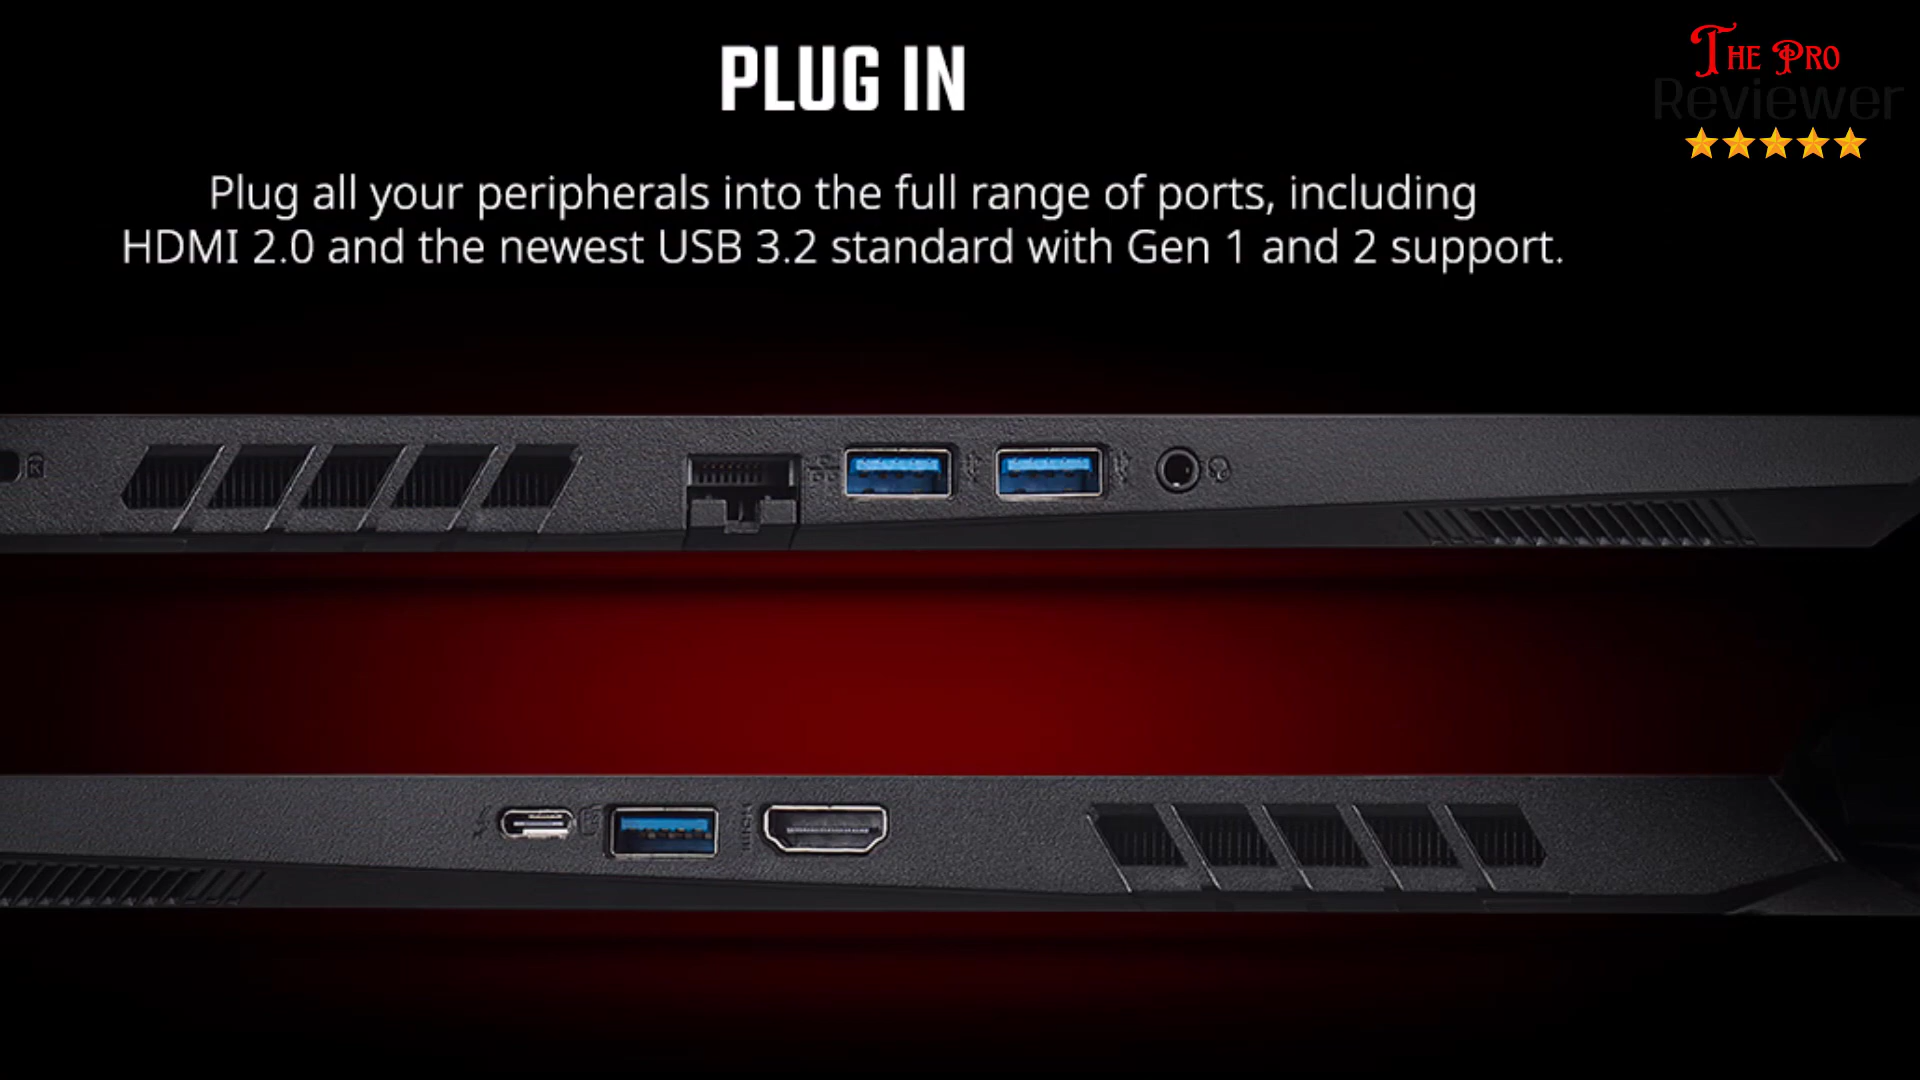 PLUG IN
The Pro
Reviewer
Plug all your peripherals into the full range of ports, including
HDMI 2.0 and the newest USB 3.2 standard with Gen 1 and 2 support.
HDMI